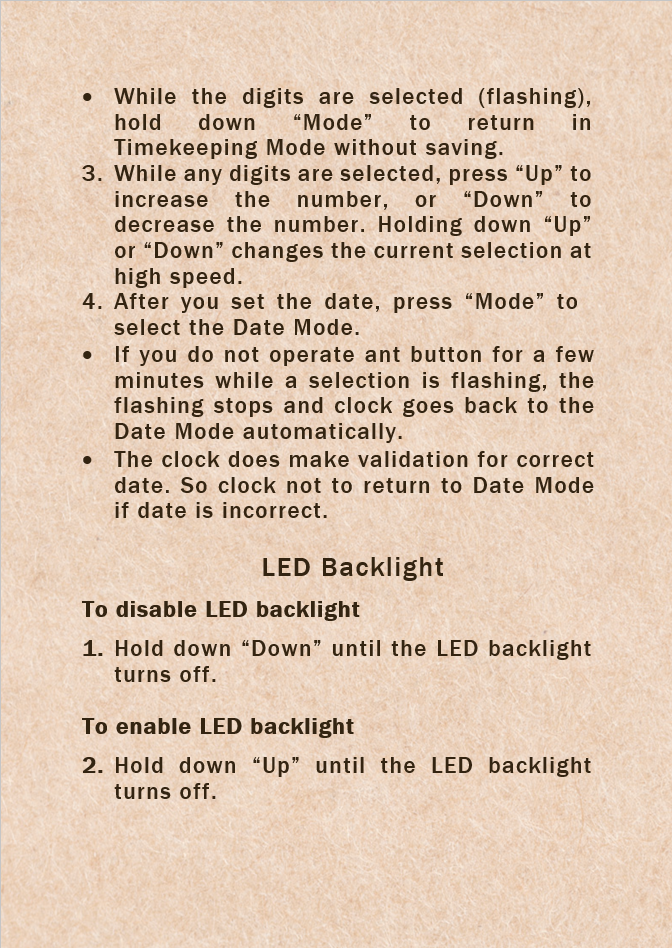 • While the digits are selected (flashing),
hold down “Mode” to return in
Timekeeping Mode without saving.
3. While any digits are selected, press “Up” to
increase the number, or “Down” to
decrease the number. Holding down “Up”
or “Down” changes the current selection at
high speed.
4. After you set the date, press “Mode” to
select the Date Mode.
• If you do not operate ant button for a few
minutes while a selection is flashing, the
flashing stops and clock goes back to the
Date Mode automatically.
• The clock does make validation for correct
date. So clock not to return to Date Mode
if date is incorrect.
LED Backlight
To disable LED backlight
1. Hold down “Down” until the LED backlight
turns off.
To enable LED backlight
2. Hold down “Up” until the LED backlight
turns off.